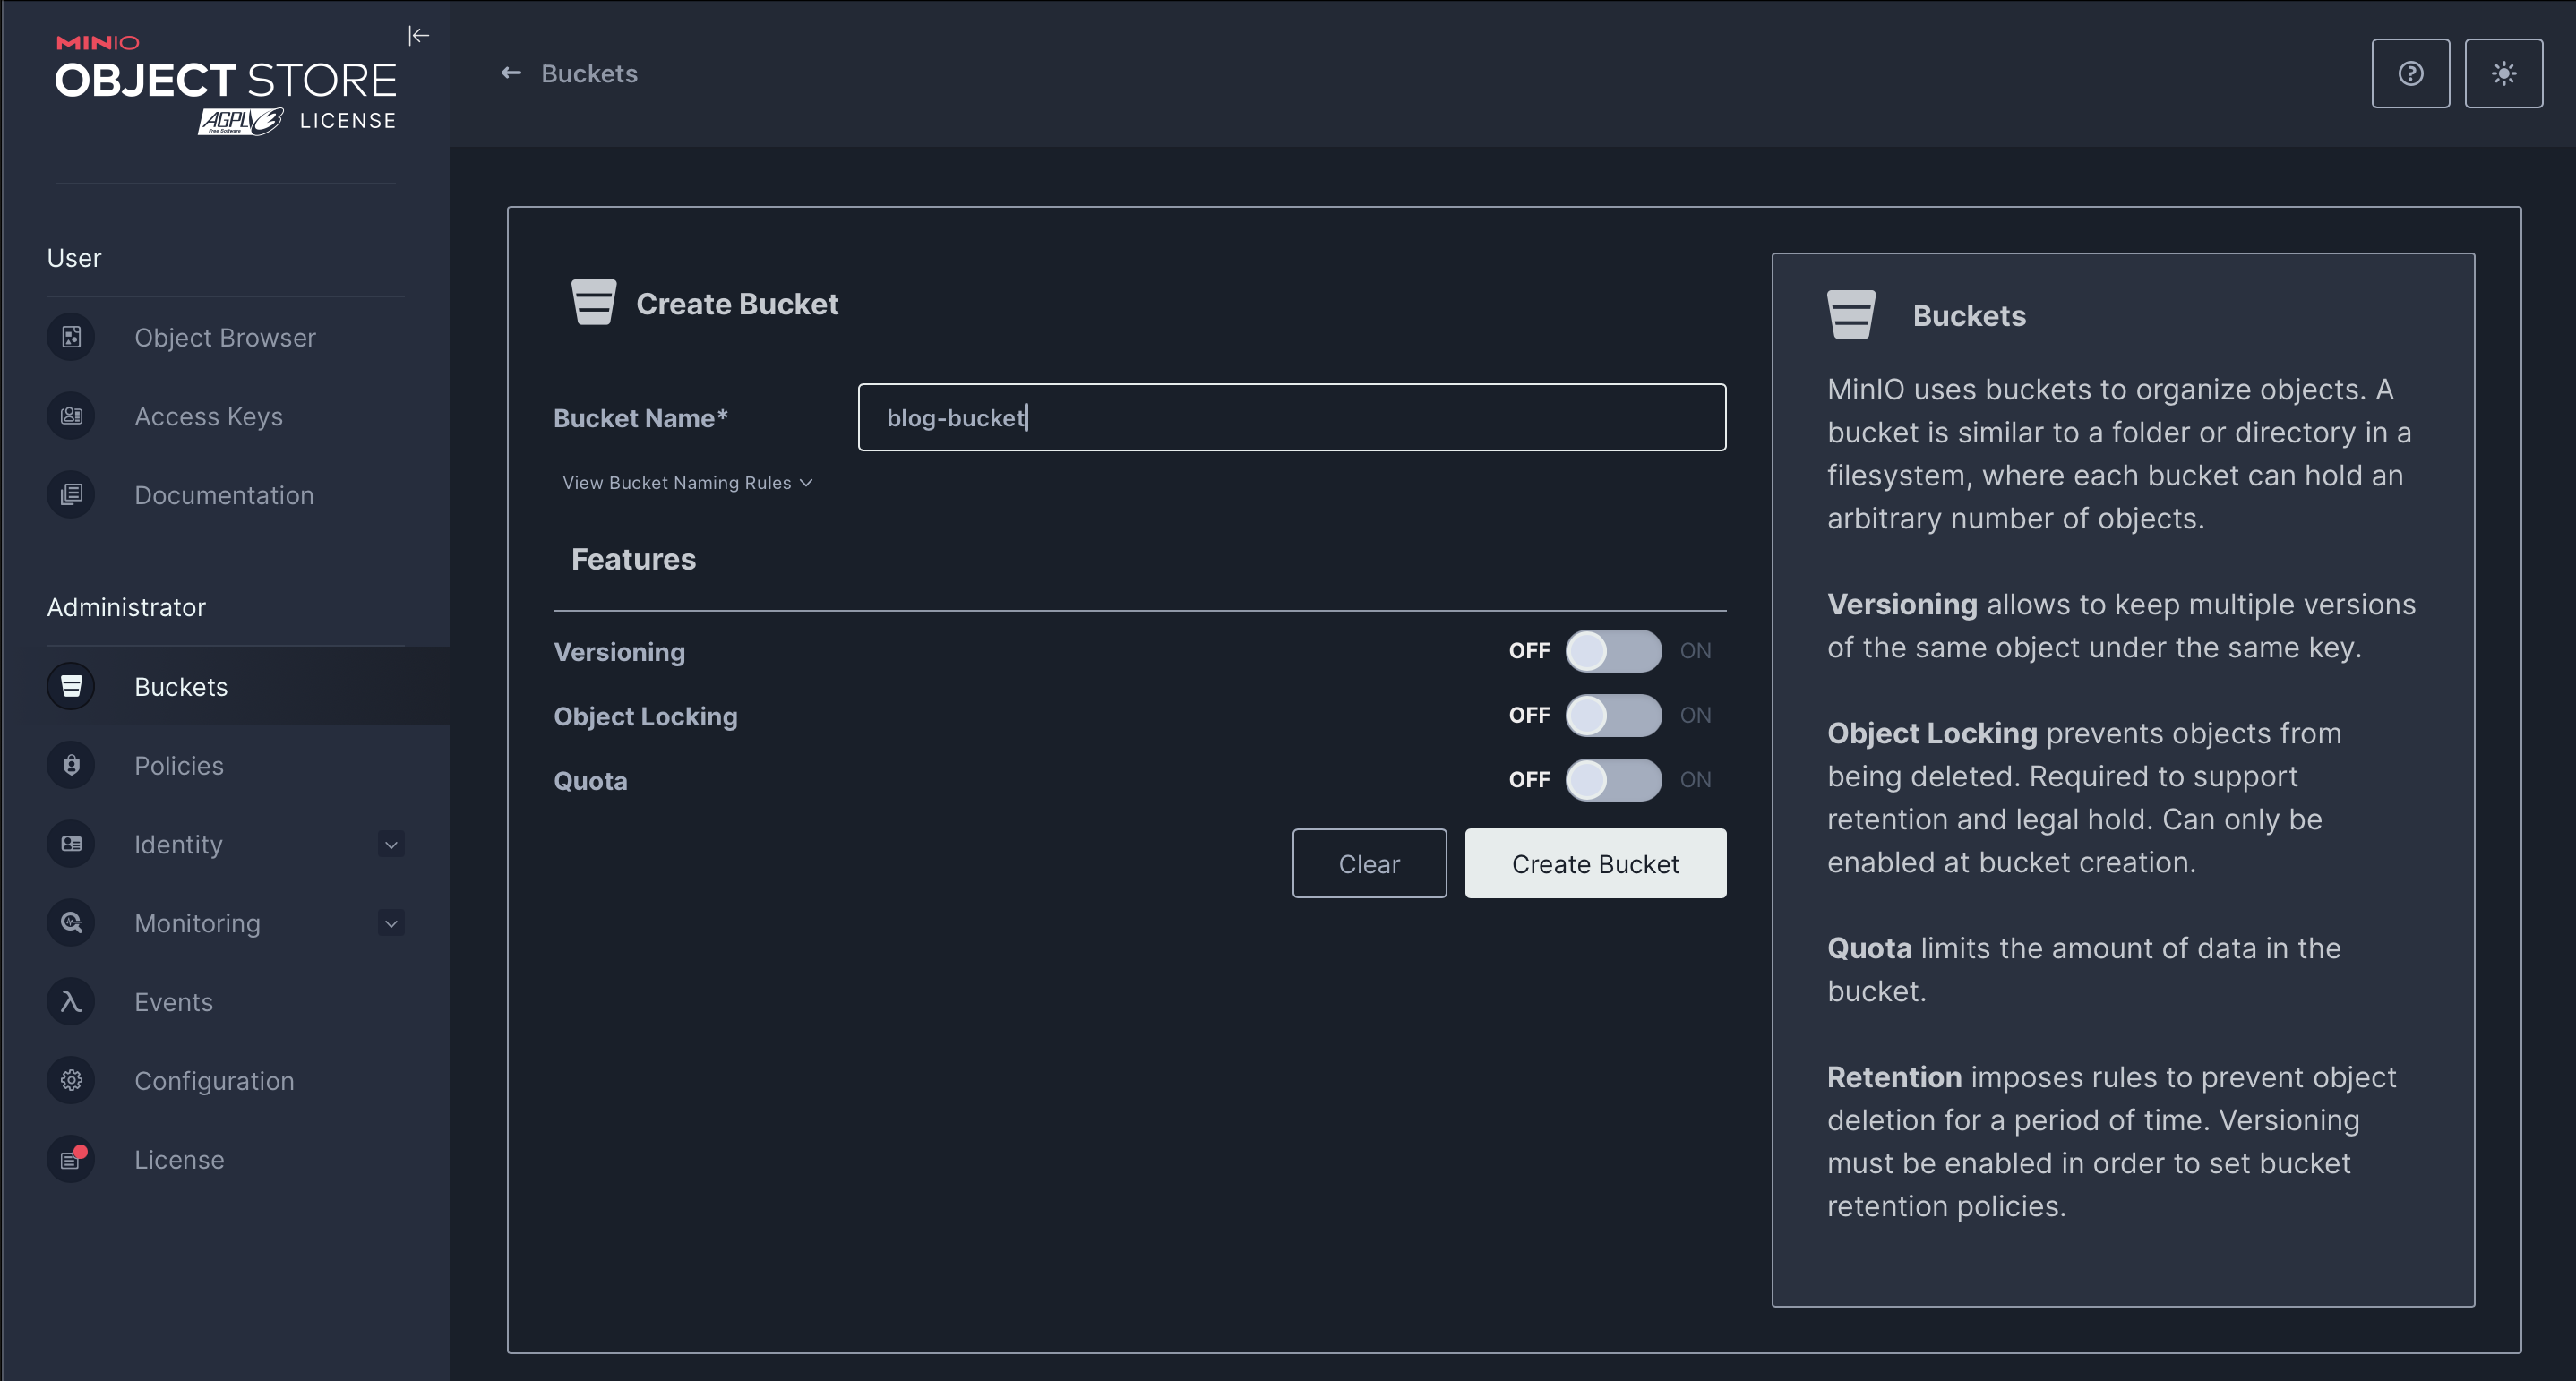 MINIO
OBJECT STORE
AGPL v3 LICENSE
Free Software
User
Object Browser
Access Keys
Documentation
Administrator
Buckets
Policies
Identity
Monitoring
Events
Configuration
License
Buckets
Create Bucket
Bucket Name*
blog-bucket
View Bucket Naming Rules
Features
Versioning
OFF ON
Object Locking
OFF ON
Quota
OFF ON
Clear
Create Bucket
Buckets
MinIO uses buckets to organize objects. A
bucket is similar to a folder or directory in a
filesystem, where each bucket can hold an
arbitrary number of objects.
Versioning allows to keep multiple versions
of the same object under the same key.
Object Locking prevents objects from
being deleted. Required to support
retention and legal hold. Can only be
enabled at bucket creation.
Quota limits the amount of data in the
bucket.
Retention imposes rules to prevent object
deletion for a period of time. Versioning
must be enabled in order to set bucket
retention policies.